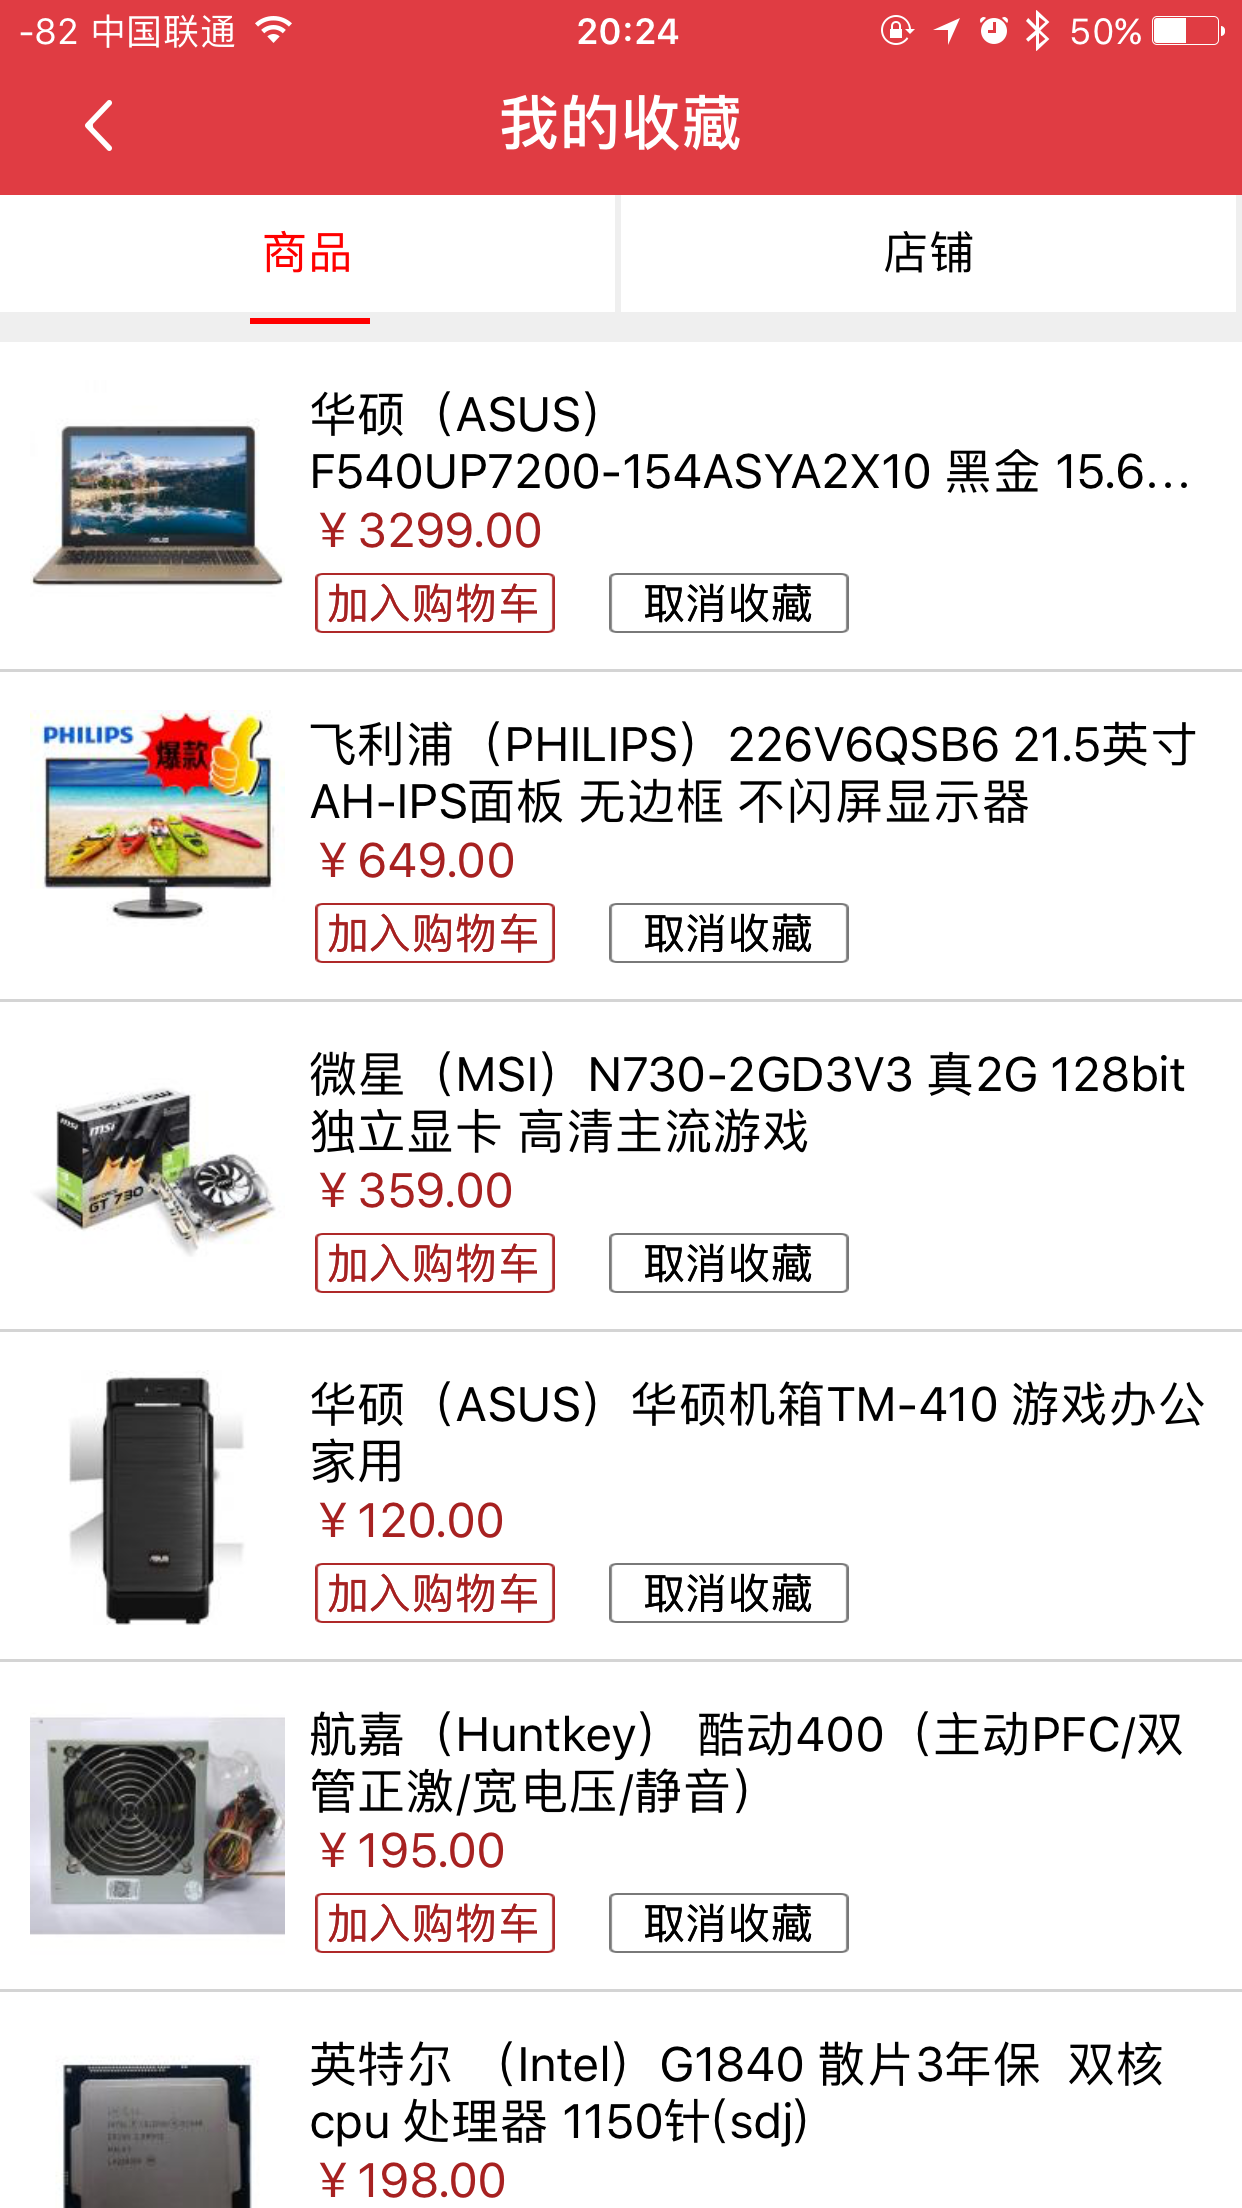 -82 中国联通 20:24 50%
我的收藏
商品 店铺
华硕（ASUS）
F540UP7200-154ASYA2X10 黑金 15.6...
¥3299.00
加入购物车 取消收藏
PHILIPS
爆款
飞利浦（PHILIPS）226V6QSB6 21.5英寸
AH-IPS面板 无边框 不闪屏显示器
¥649.00
加入购物车 取消收藏
msi
GT 730
微星（MSI）N730-2GD3V3 真2G 128bit
独立显卡 高清主流游戏
¥359.00
加入购物车 取消收藏
华硕（ASUS）华硕机箱TM-410 游戏办公
家用
¥120.00
加入购物车 取消收藏
航嘉（Huntkey） 酷动400（主动PFC/双
管正激/宽电压/静音）
¥195.00
加入购物车 取消收藏
英特尔 （Intel）G1840 散片3年保 双核
cpu 处理器 1150针(sdj)
¥198.00